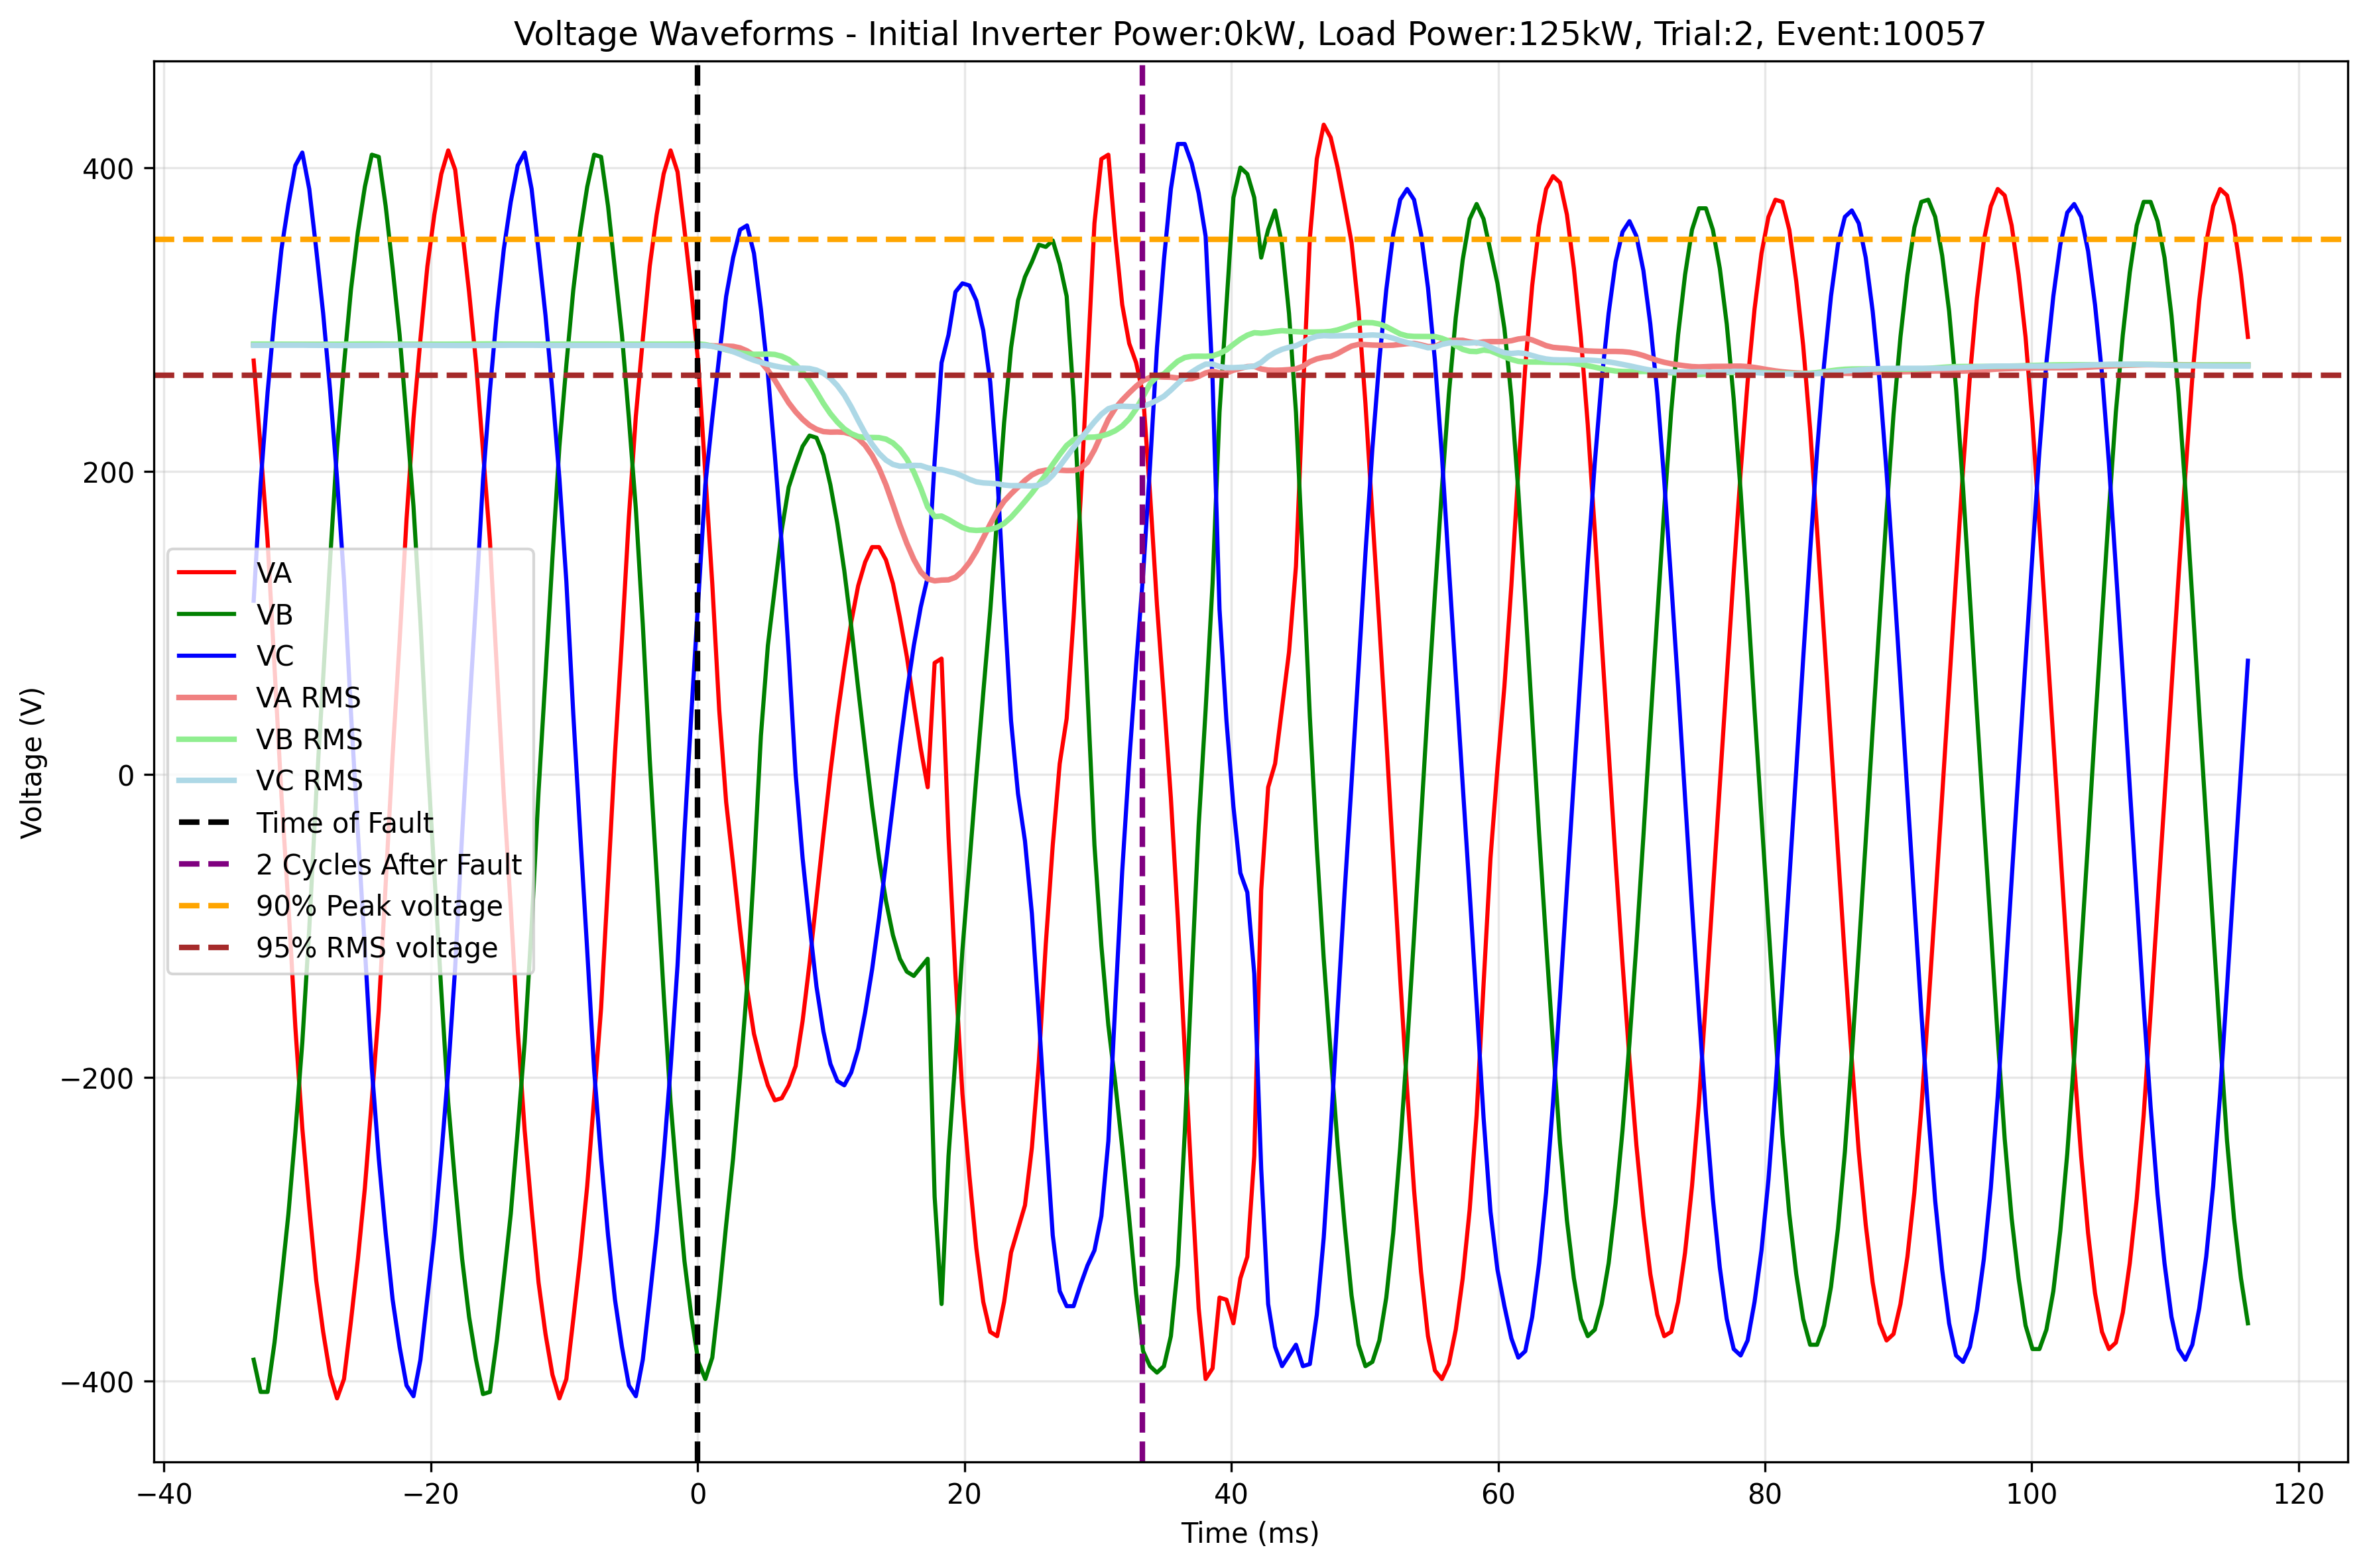 Voltage Waveforms - Initial Inverter Power:0kW, Load Power:125kW, Trial:2, Event:10057
Voltage (V)
400
200
0
−200
−400
VA
VB
VC
VA RMS
VB RMS
VC RMS
Time of Fault
2 Cycles After Fault
90% Peak voltage
95% RMS voltage
−40
−20
0
20
40
60
80
100
120
Time (ms)